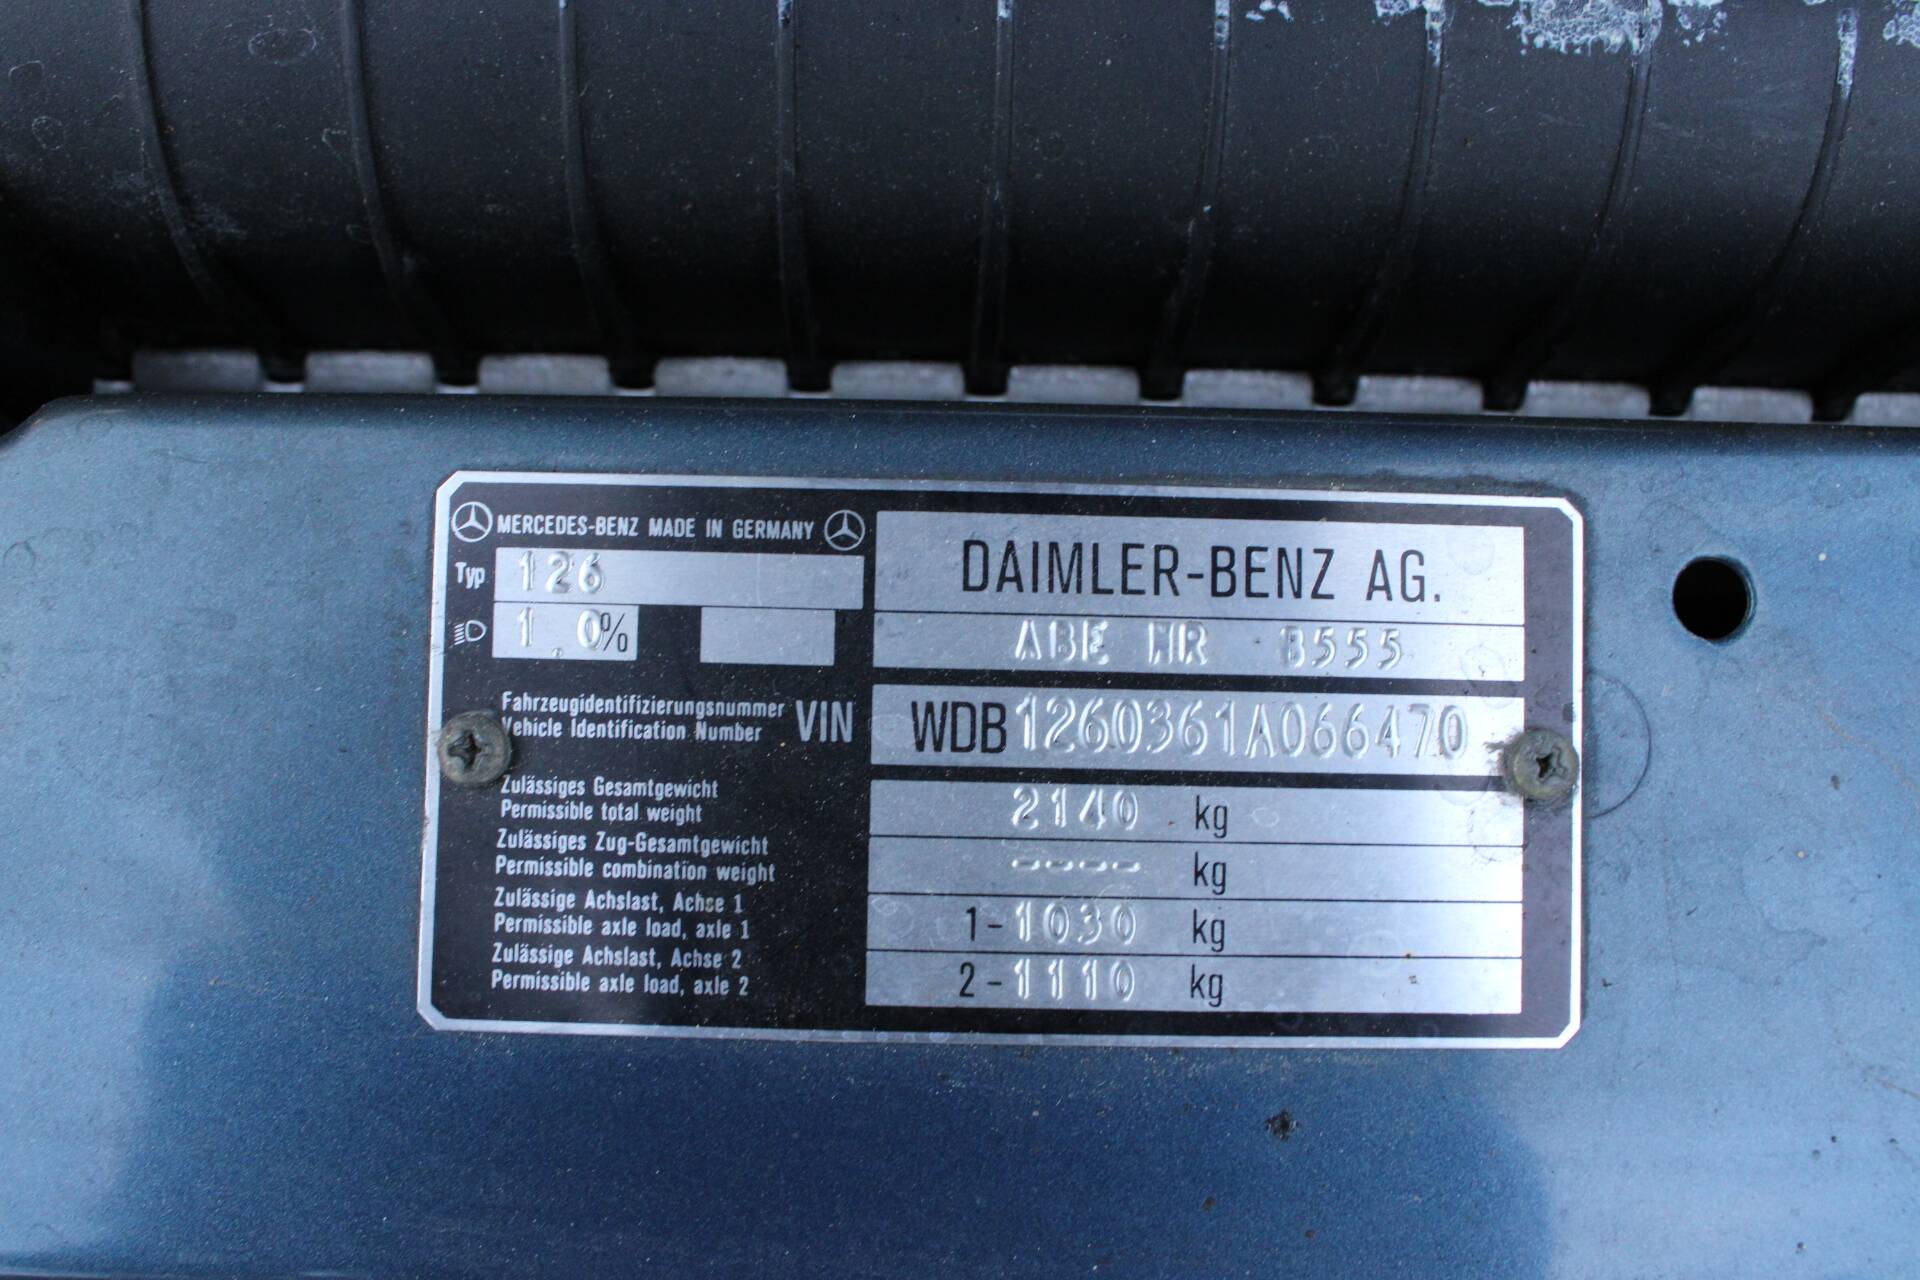 MERCEDES-BENZ MADE IN GERMANY
Typ 126
1.0%
DAIMLER-BENZ AG.
ABE NR 8555
Fahrzeugidentifizierungsnummer
Vehicle Identification Number
VIN
WDB1260361A066470
Zulässiges Gesamtgewicht
Permissible total weight
2140 kg
Zulässiges Zug-Gesamtgewicht
Permissible combination weight
---- kg
Zulässige Achslast, Achse 1
Permissible axle load, axle 1
1-1030 kg
Zulässige Achslast, Achse 2
Permissible axle load, axle 2
2-1110 kg